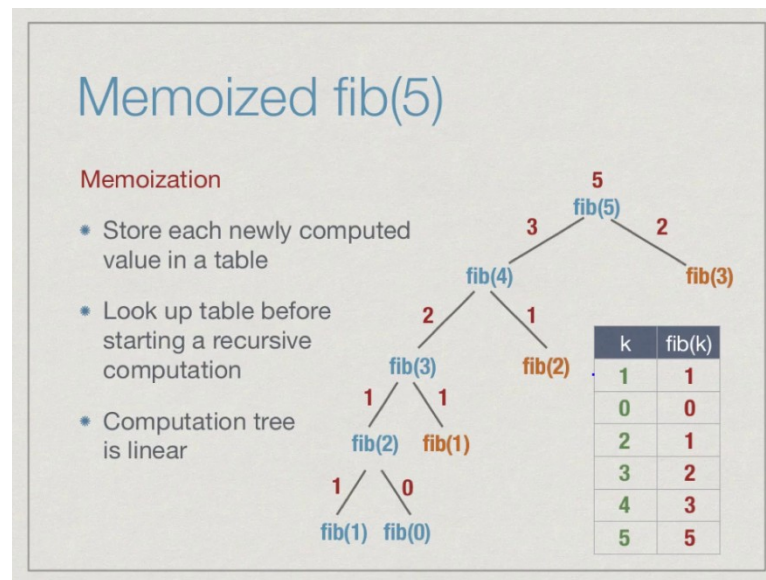 Memoized fib(5)
Memoization
Store each newly computed
value in a table
Look up table before
starting a recursive
computation
Computation tree
is linear
5
fib(5)
3 2
fib(4) fib(3)
2 1
fib(3) fib(2)
1 1
fib(2) fib(1)
1 0
fib(1) fib(0)
k fib(k)
1 1
0 0
2 1
3 2
4 3
5 5